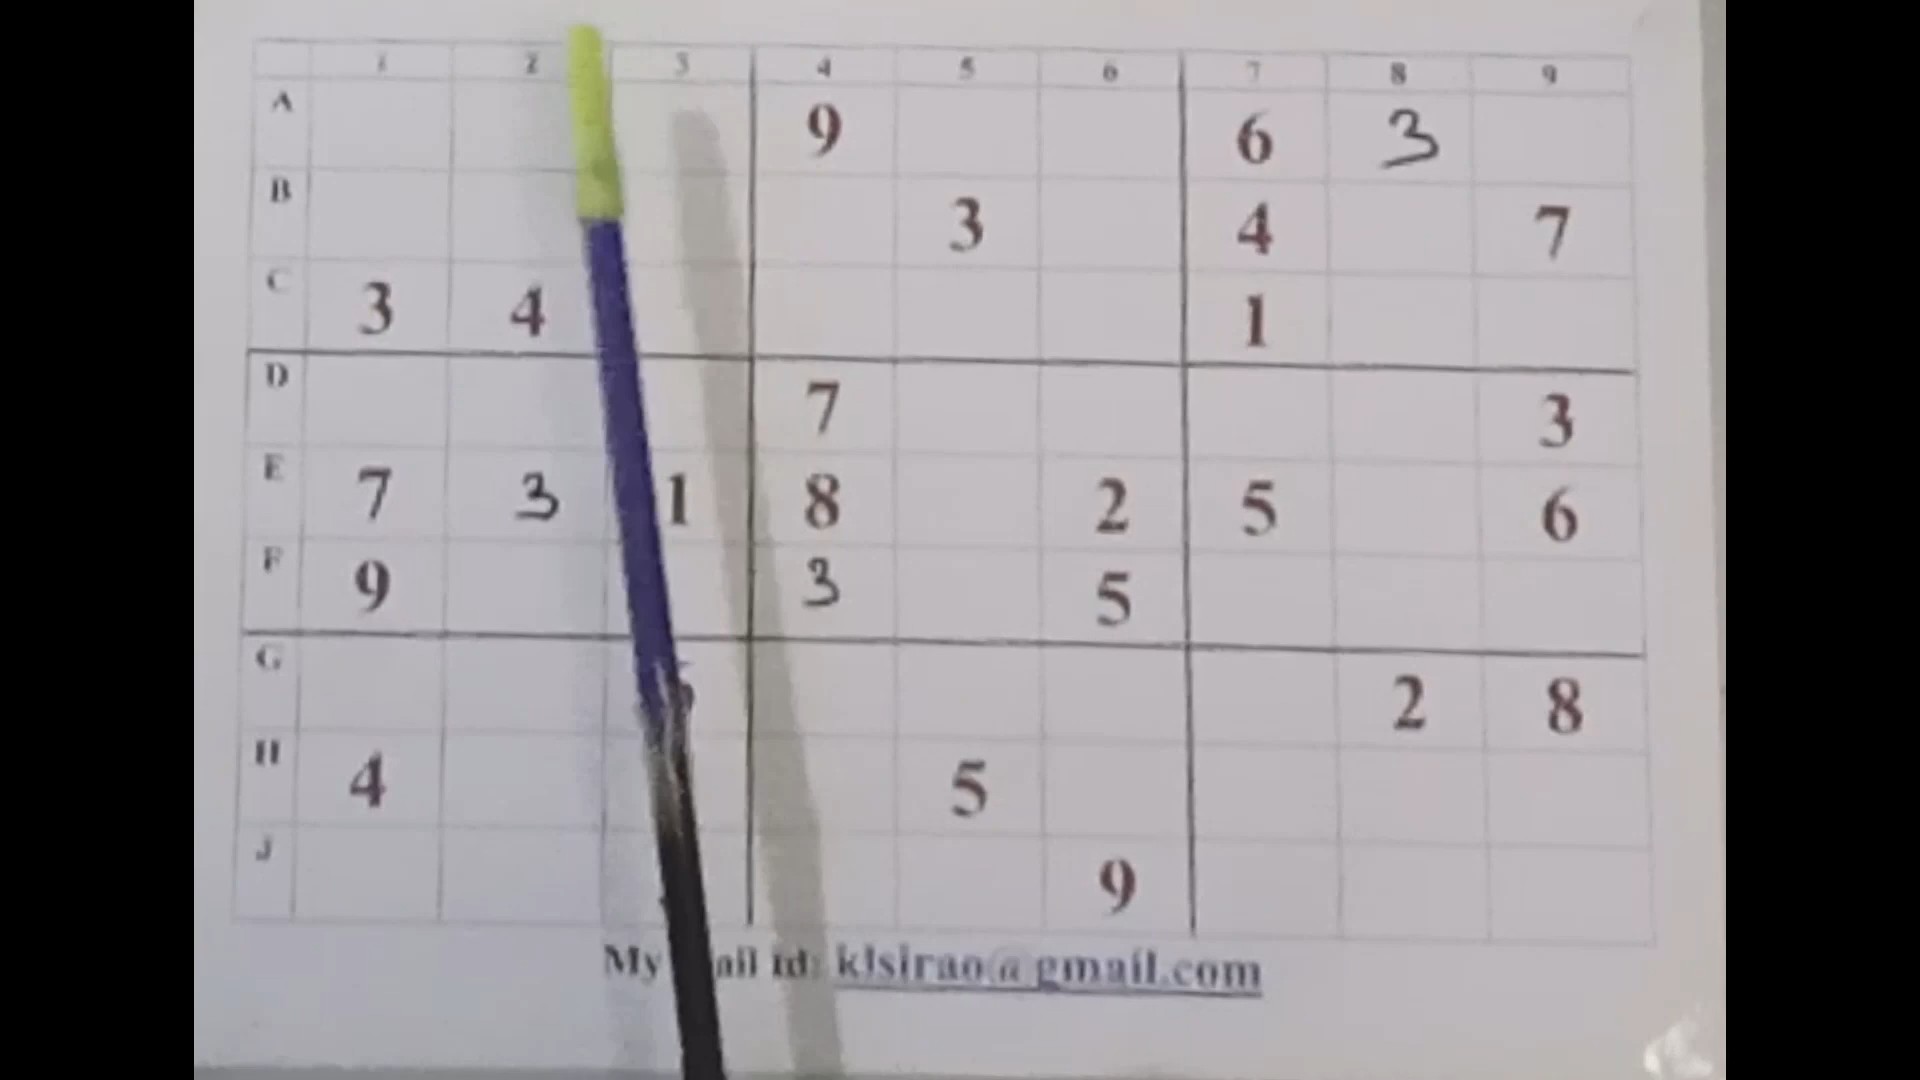 1 2 3 4 5 6 7 8 9
A 9 6 3
B 3 4 7
C 3 4 1
D 7 3
E 7 3 1 8 2 5 6
F 9 3 5
G 2 8
H 4 5
J 9
My ail id: klsirao@gmail.com